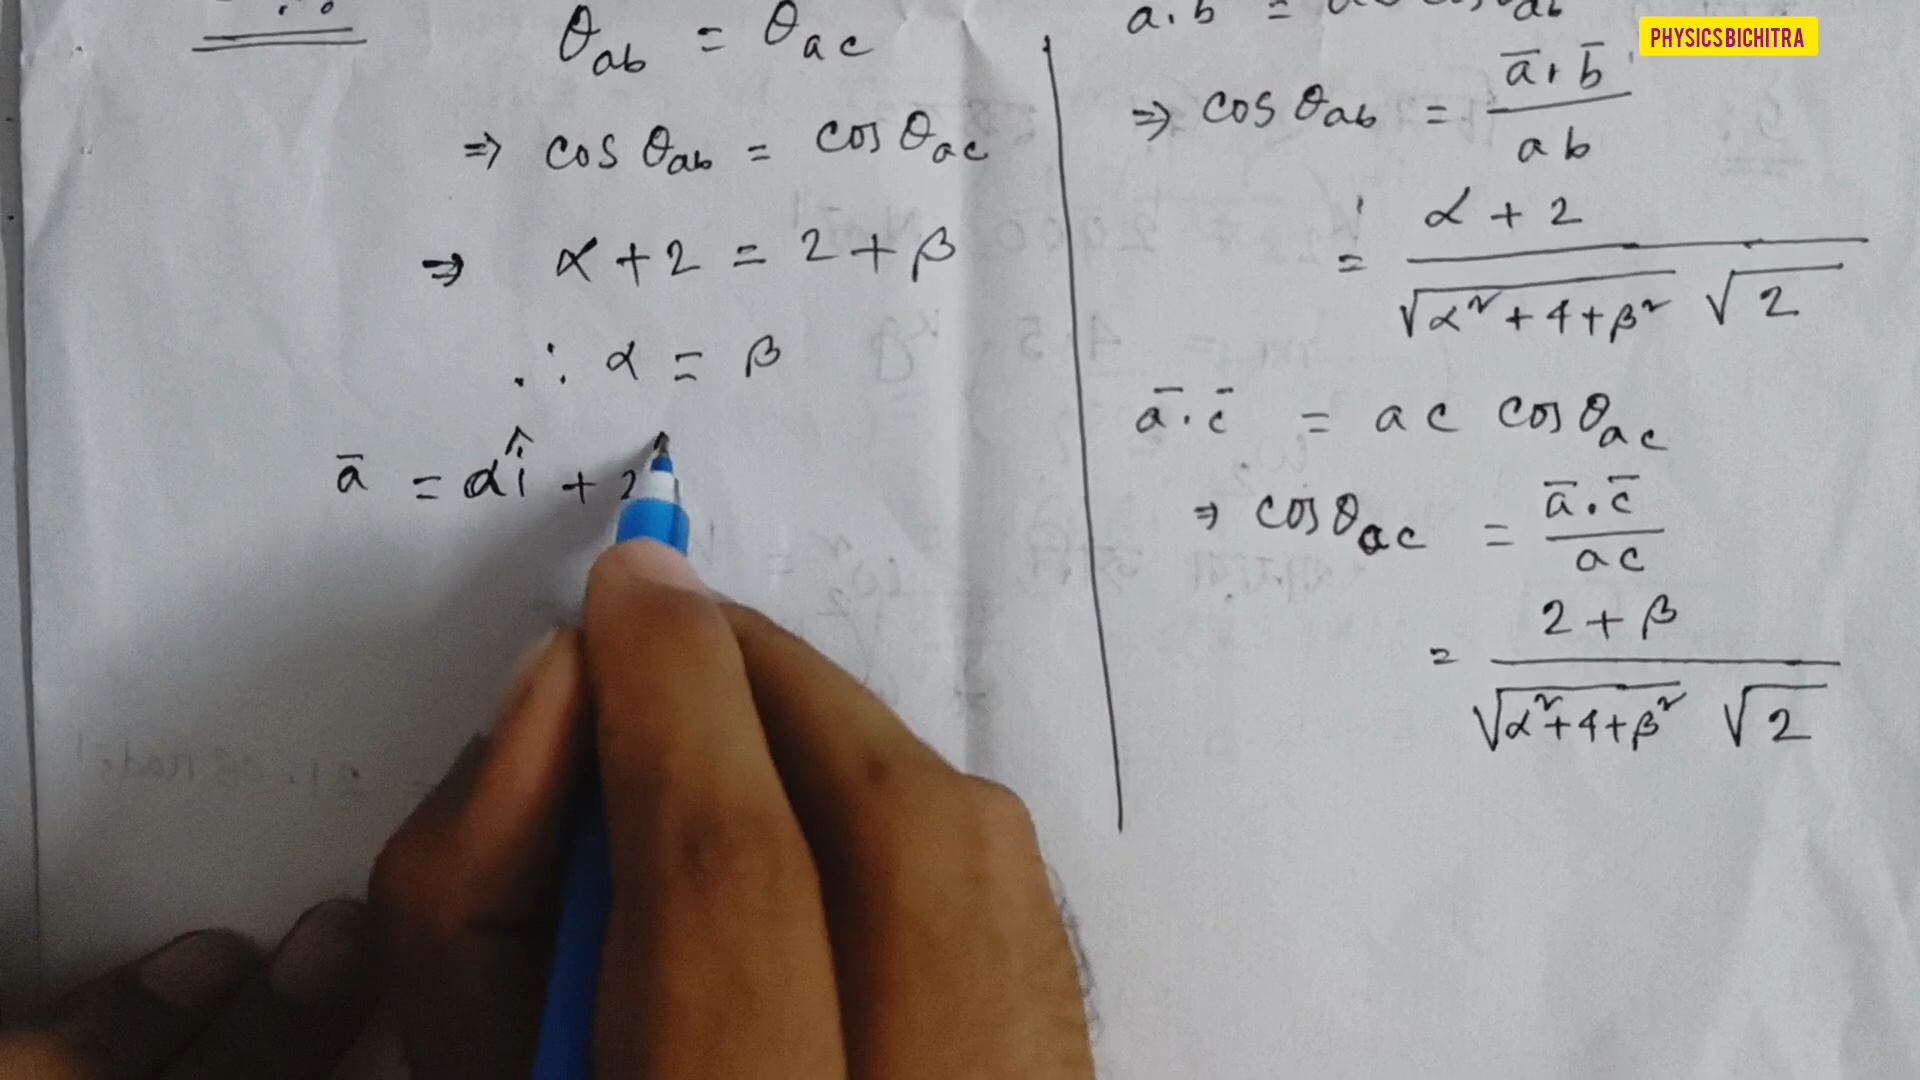 θab = θac
⇒ cos θab = cos θac
⇒ α + 2 = 2 + β
∴ α = β
a̅ = αî + 2
PHYSICS BICHITRA
⇒ cos θab = a̅ · b̅ / ab
= α + 2 / √α² + 4 + β² √2
a̅ · c̅ = ac cos θac
⇒ cos θac = a̅ · c̅ / ac
= 2 + β / √α² + 4 + β² √2